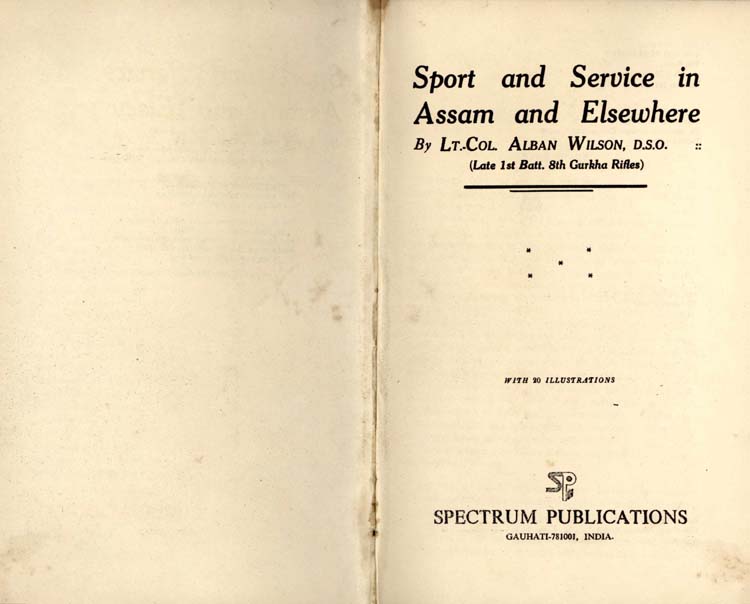 Sport and Service in
Assam and Elsewhere
By LT.-COL. ALBAN WILSON, D.S.O. ::
(Late 1st Batt. 8th Gurkha Rifles)
* *
*
* *
WITH 20 ILLUSTRATIONS
SP
SPECTRUM PUBLICATIONS
GAUHATI-781001, INDIA.